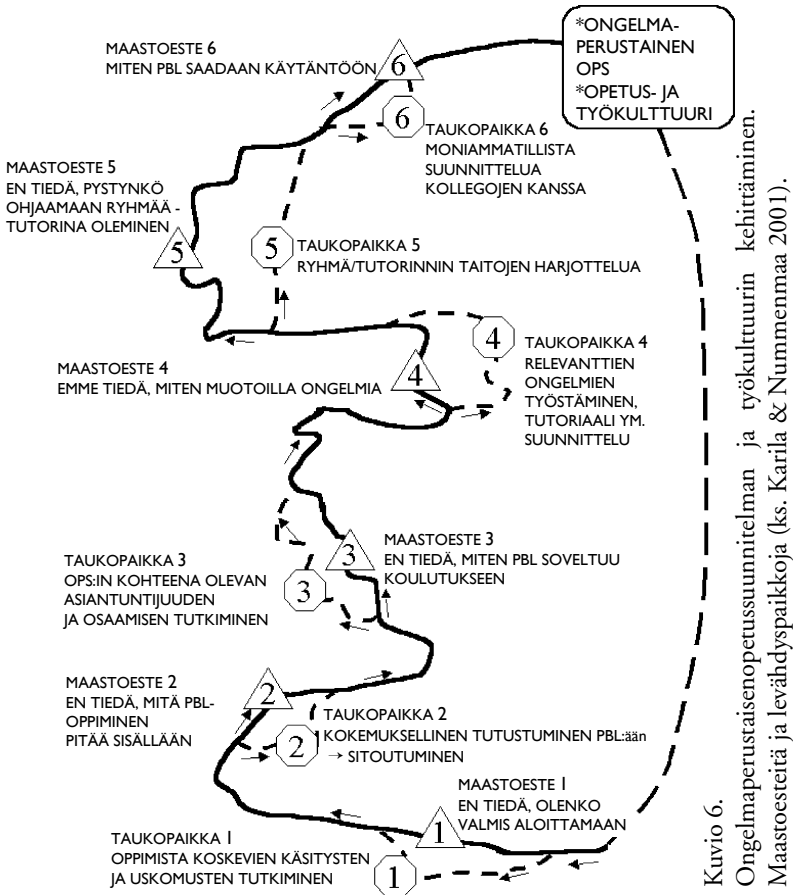 *ONGELMA-
PERUSTAINEN
OPS
*OPETUS- JA
TYÖKULTTUURI
MAASTOESTE 6
MITEN PBL SAADAAN KÄYTÄNTÖÖN
6
6
TAUKOPAIKKA 6
MONIAMMATILLISTA
SUUNNITTELUA
KOLLEGOJEN KANSSA
MAASTOESTE 5
EN TIEDÄ, PYSTYNKÖ
OHJAAMAAN RYHMÄÄ -
TUTORINA OLEMINEN
5
5
TAUKOPAIKKA 5
RYHMÄ/TUTORINNIN TAITOJEN HARJOTTELUA
MAASTOESTE 4
EMME TIEDÄ, MITEN MUOTOILLA ONGELMIA
4
4
TAUKOPAIKKA 4
RELEVANTTIEN
ONGELMIEN
TYÖSTÄMINEN,
TUTORIAALI YM.
SUUNNITTELU
MAASTOESTE 3
EN TIEDÄ, MITEN PBL SOVELTUU
KOULUTUKSEEN
3
3
TAUKOPAIKKA 3
OPS:IN KOHTEENA OLEVAN
ASIANTUNTIJUUDEN
JA OSAAMISEN TUTKIMINEN
MAASTOESTE 2
EN TIEDÄ, MITÄ PBL-
OPPIMINEN
PITÄÄ SISÄLLÄÄN
2
2
TAUKOPAIKKA 2
KOKEMUKSELLINEN TUTUSTUMINEN PBL:ään
→ SITOUTUMINEN
MAASTOESTE 1
EN TIEDÄ, OLENKO
VALMIS ALOITTAMAAN
1
1
TAUKOPAIKKA 1
OPPIMISTA KOSKEVIEN KÄSITYSTEN
JA USKOMUSTEN TUTKIMINEN
Kuvio 6.
Ongelmaperustaisenopetussuunnitelman ja työkulttuurin kehittäminen.
Maastoesteitä ja levähdyspaikkoja (ks. Karila & Nummenmaa 2001).